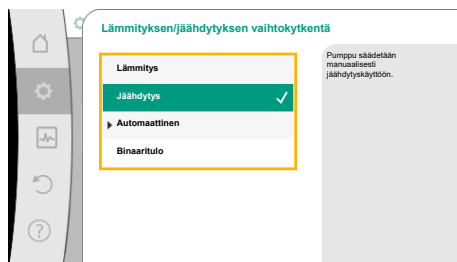 Lämmityksen/jäähdytyksen vaihtokytkentä
Lämmitys
Jäähdytys
Automaattinen
Binaaritulo
Pumppu säädetään
manuaalisesti
jäähdytyskäyttöön.